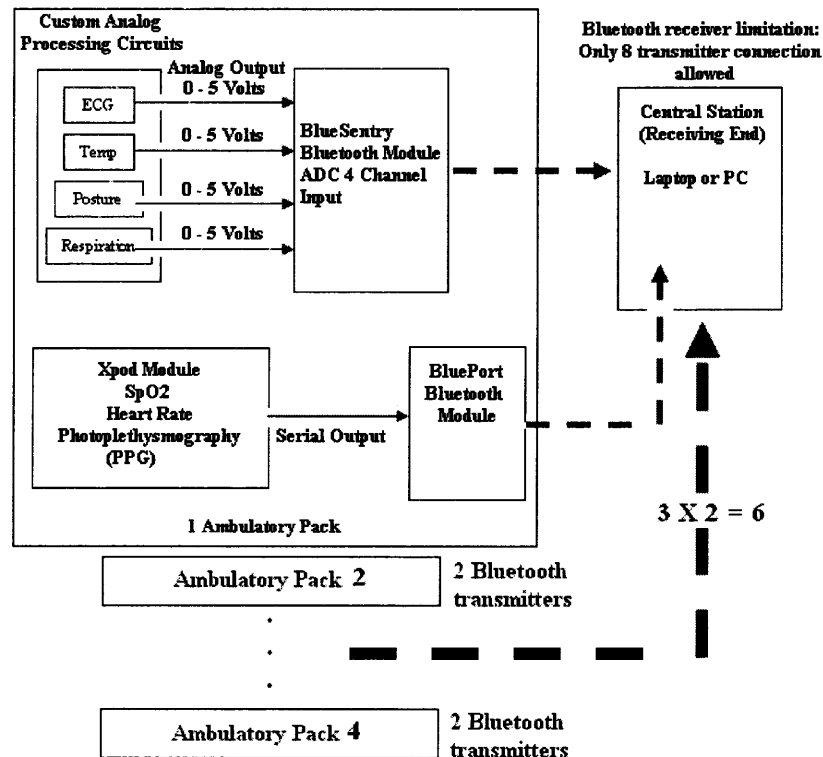 Custom Analog
Processing Circuits
Analog Output
0 - 5 Volts
ECG
0 - 5 Volts
Temp
0 - 5 Volts
Posture
0 - 5 Volts
Respiration
BlueSentry
Bluetooth Module
ADC 4 Channel
Input
Bluetooth receiver limitation:
Only 8 transmitter connection
allowed
Central Station
(Receiving End)
Laptop or PC
Xpod Module
SpO2
Heart Rate
Photoplethysmography
(PPG)
Serial Output
BluePort
Bluetooth
Module
1 Ambulatory Pack
3 X 2 = 6
Ambulatory Pack 2
2 Bluetooth
transmitters
Ambulatory Pack 4
2 Bluetooth
transmitters